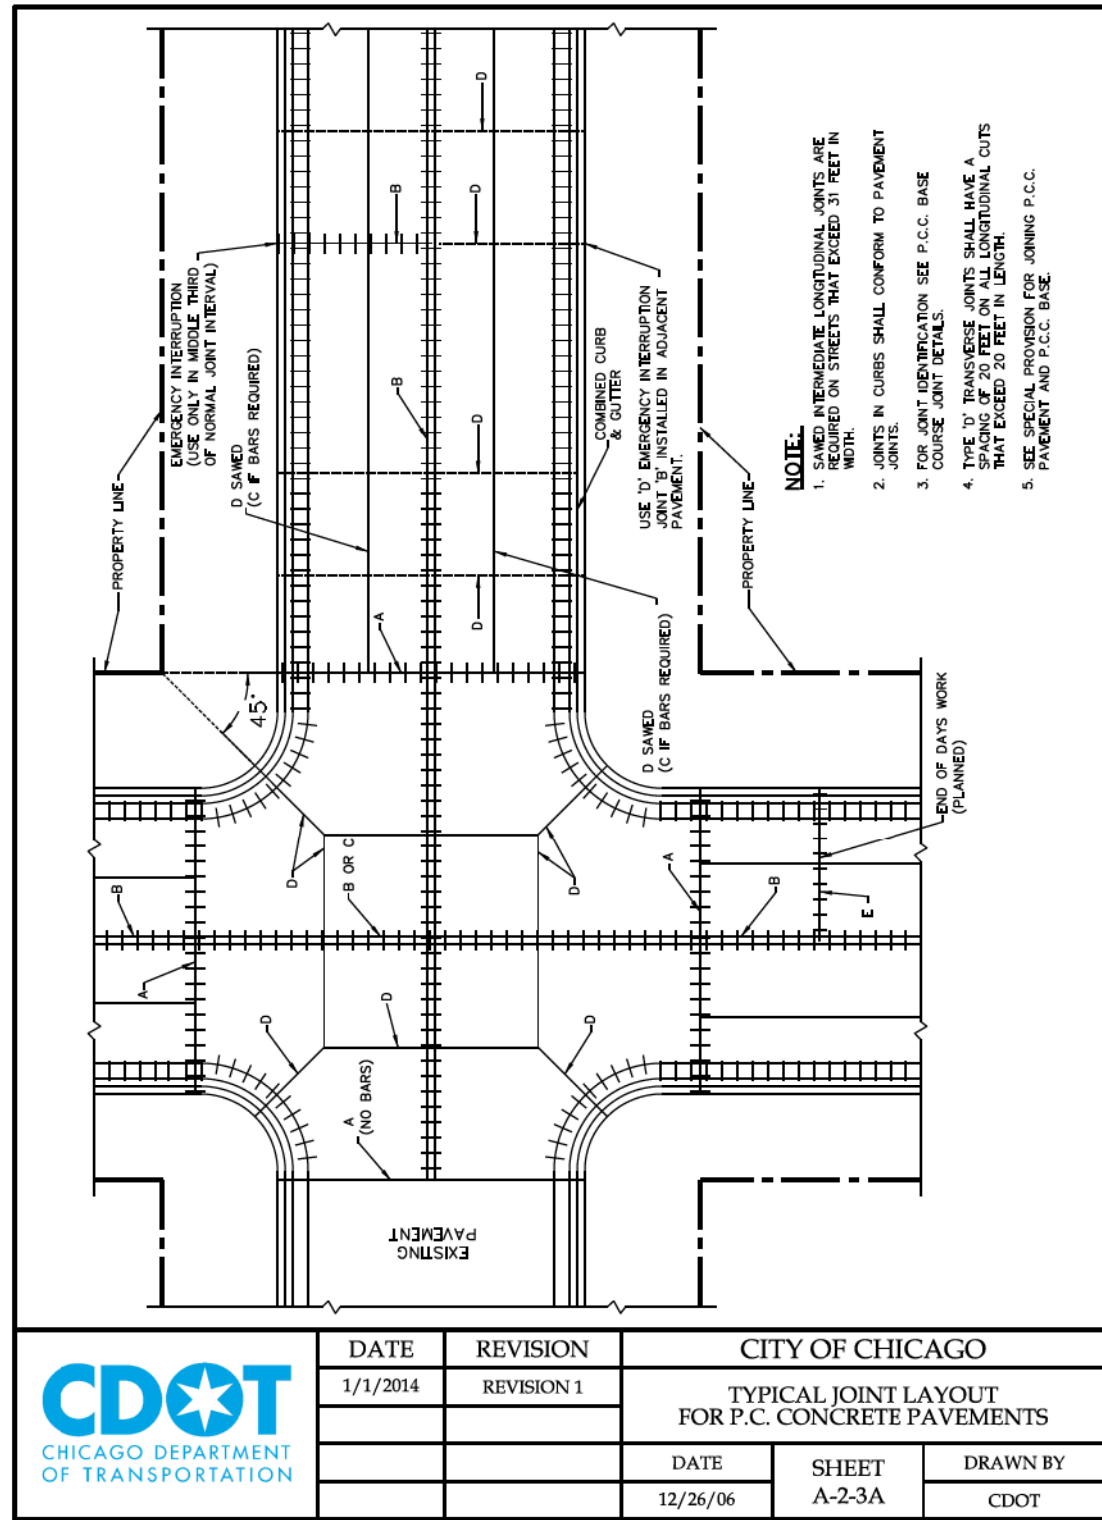 PROPERTY LINE
EMERGENCY INTERRUPTION
(USE ONLY IN MIDDLE THIRD
OF NORMAL JOINT INTERVAL)
D SAWED
(C IF BARS REQUIRED)
D
B
D
B
D
D
A
45°
COMBINED CURB
& GUTTER
USE 'D' EMERGENCY INTERRUPTION
JOINT 'B' INSTALLED IN ADJACENT
PAVEMENT.
D SAWED
(C IF BARS REQUIRED)
PROPERTY LINE
END OF DAYS WORK
(PLANNED)
NOTE:
1. SAWED INTERMEDIATE LONGITUDINAL JOINTS ARE
REQUIRED ON STREETS THAT EXCEED 31 FEET IN
WIDTH.
2. JOINTS IN CURBS SHALL CONFORM TO PAVEMENT
JOINTS.
3. FOR JOINT IDENTIFICATION SEE P.C.C. BASE
COURSE JOINT DETAILS.
4. TYPE 'D' TRANSVERSE JOINTS SHALL HAVE A
SPACING OF 20 FEET ON ALL LONGITUDINAL CUTS
THAT EXCEED 20 FEET IN LENGTH.
5. SEE SPECIAL PROVISION FOR JOINING P.C.C.
PAVEMENT AND P.C.C. BASE.
B
D
B OR C
D
A
B
E
A
D
D
D
A
(NO BARS)
EXISTING
PAVEMENT
CDOT
CHICAGO DEPARTMENT
OF TRANSPORTATION
DATE
REVISION
1/1/2014
REVISION 1
CITY OF CHICAGO
TYPICAL JOINT LAYOUT
FOR P.C. CONCRETE PAVEMENTS
DATE
12/26/06
SHEET
A-2-3A
DRAWN BY
CDOT